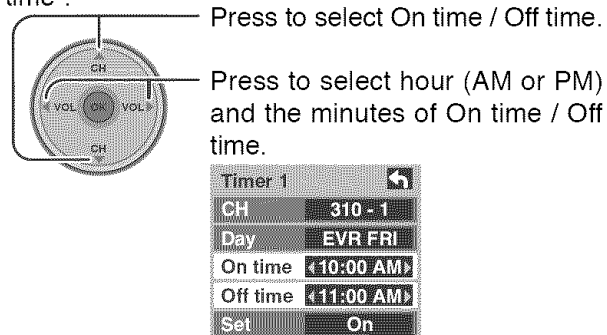 time".
Press to select On time / Off time.
CH
VOL OK VOL
CH
Press to select hour (AM or PM)
and the minutes of On time / Off
time.
Timer 1
CH 310 - 1
Day EVR FRI
On time 10:00 AM
Off time 11:00 AM
Set On